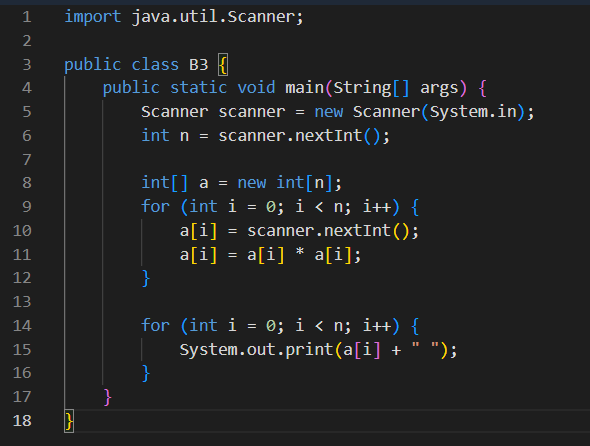 1 import java.util.Scanner;
2
3 public class B3 {
4     public static void main(String[] args) {
5         Scanner scanner = new Scanner(System.in);
6         int n = scanner.nextInt();
7
8         int[] a = new int[n];
9         for (int i = 0; i < n; i++) {
10             a[i] = scanner.nextInt();
11             a[i] = a[i] * a[i];
12         }
13
14         for (int i = 0; i < n; i++) {
15             System.out.print(a[i] + " ");
16         }
17     }
18 }